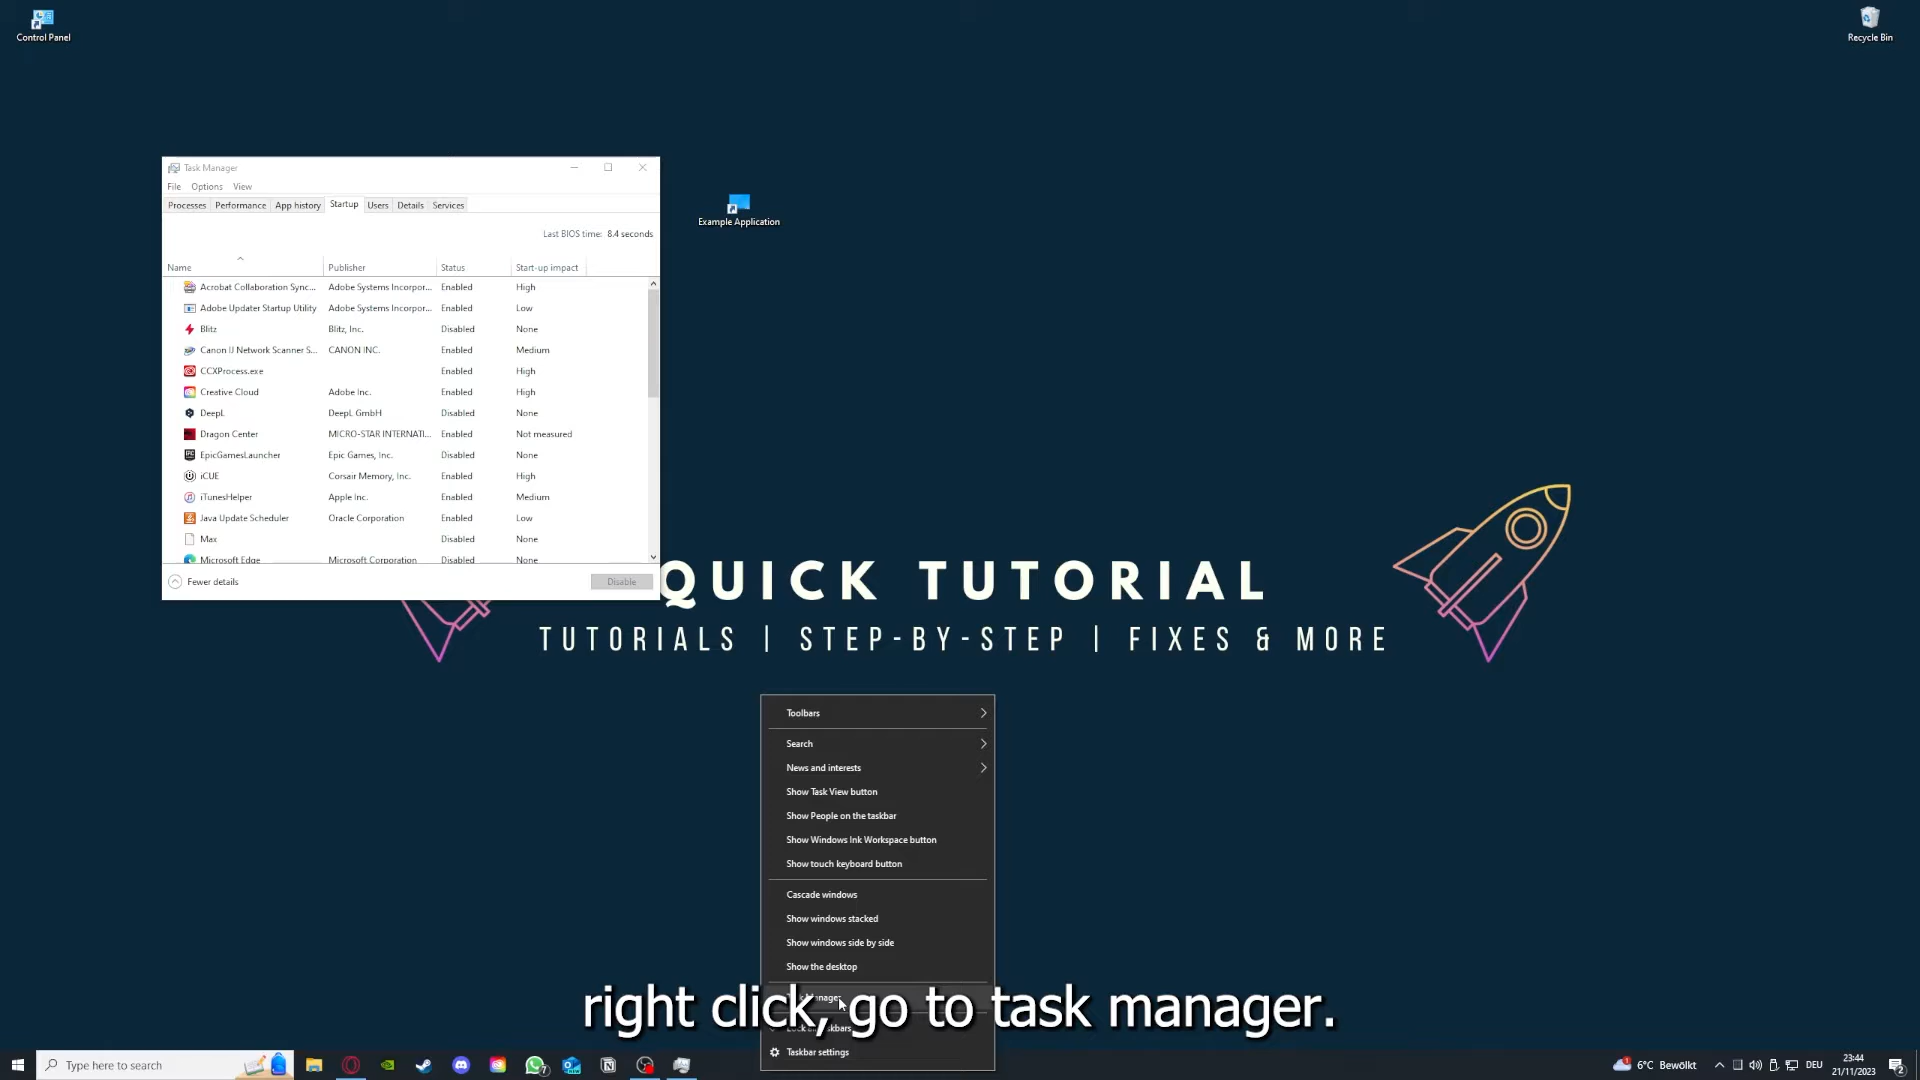 Control Panel
Recycle Bin
Task Manager
File Options View
Processes Performance App history Startup Users Details Services
Last BIOS time: 8.4 seconds
Name Publisher Status Start-up impact
Acrobat Collaboration Sync... Adobe Systems Incorpor... Enabled High
Adobe Updater Startup Utility Adobe Systems Incorpor... Enabled Low
Blitz Blitz, Inc. Disabled None
Canon IJ Network Scanner S... CANON INC. Enabled Medium
CCXProcess.exe Enabled High
Creative Cloud Adobe Inc. Enabled High
DeepL DeepL GmbH Disabled None
Dragon Center MICRO-STAR INTERNATI... Enabled Not measured
EpicGamesLauncher Epic Games, Inc. Disabled None
iCUE Corsair Memory, Inc. Enabled High
iTunesHelper Apple Inc. Enabled Medium
Java Update Scheduler Oracle Corporation Enabled Low
Max Disabled None
Microsoft Edge Microsoft Corporation Disabled None
Fewer details
Disable
Example Application
QUICK TUTORIAL
TUTORIALS | STEP-BY-STEP | FIXES & MORE
Toolbars
Search
News and interests
Show Task View button
Show People on the taskbar
Show Windows Ink Workspace button
Show touch keyboard button
Cascade windows
Show windows stacked
Show windows side by side
Show the desktop
Manager
right click, go to task manager.
Taskbar settings
Type here to search
7
1
6°C Bewölkt
DEU
23:44
21/11/2023
2